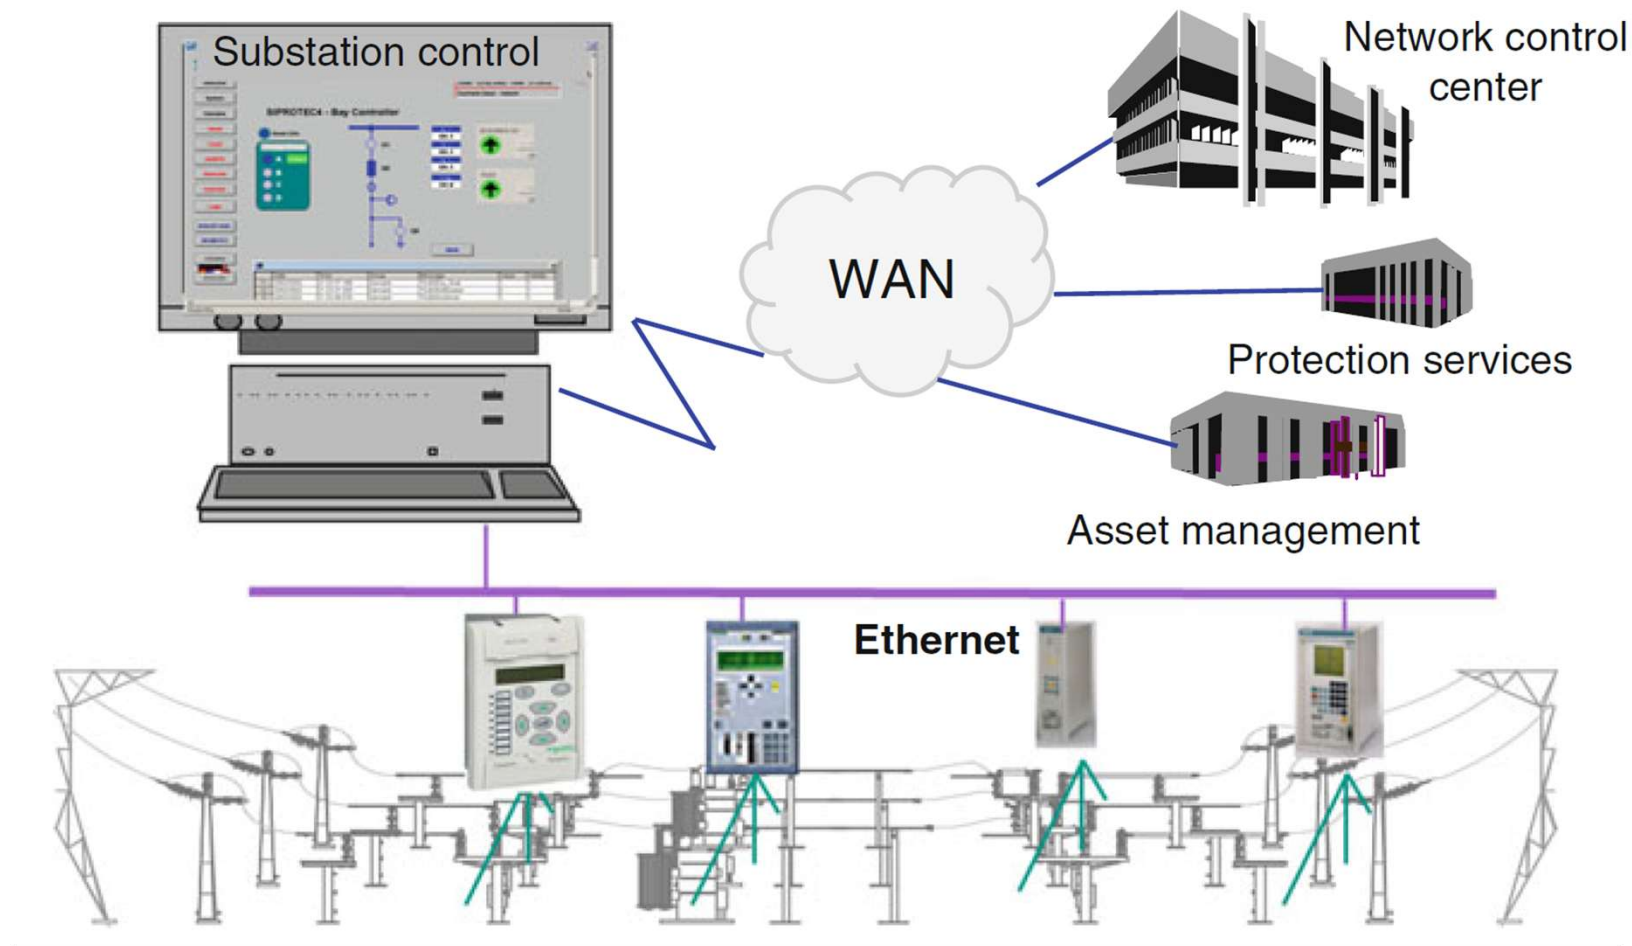 Substation control
SIPROTEC4 - Bay Controller
Network control
center
WAN
Protection services
Asset management
Ethernet